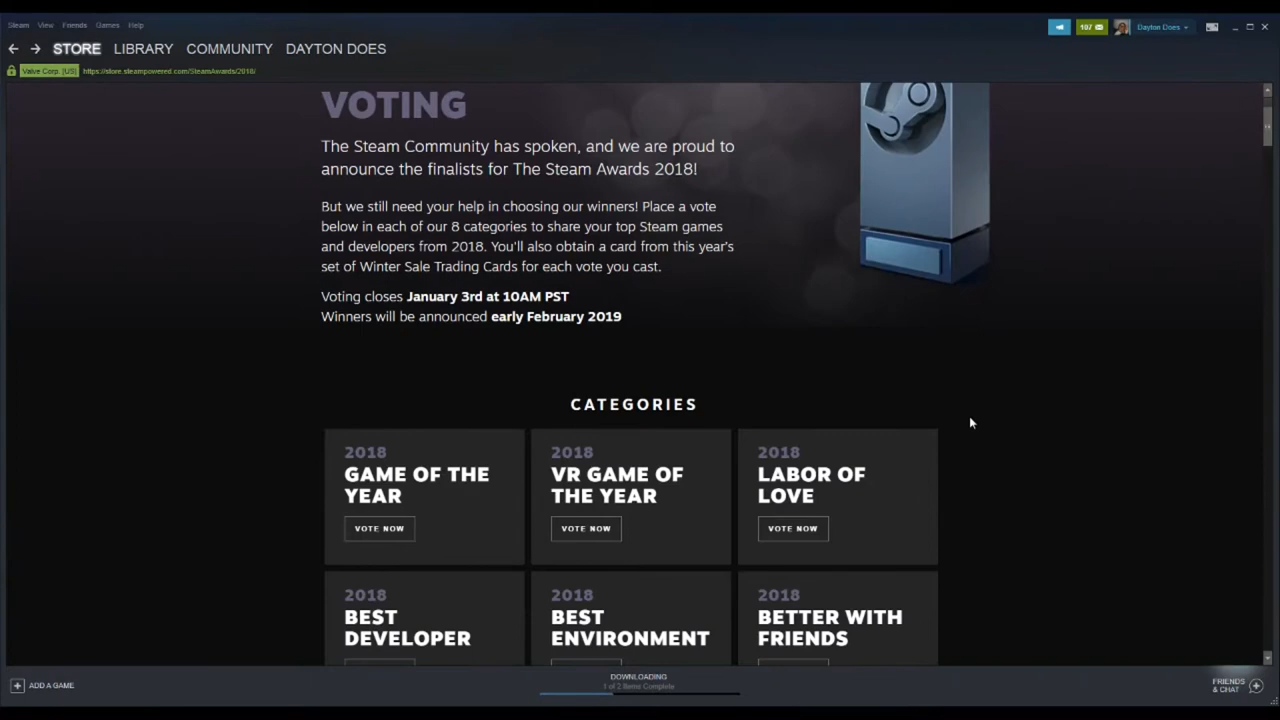 Steam View Friends Games Help
107 Dayton Does
STORE LIBRARY COMMUNITY DAYTON DOES
Valve Corp. [US] https://store.steampowered.com/SteamAwards/2018/
VOTING
The Steam Community has spoken, and we are proud to
announce the finalists for The Steam Awards 2018!
But we still need your help in choosing our winners! Place a vote
below in each of our 8 categories to share your top Steam games
and developers from 2018. You'll also obtain a card from this year's
set of Winter Sale Trading Cards for each vote you cast.
Voting closes January 3rd at 10AM PST
Winners will be announced early February 2019
CATEGORIES
2018
GAME OF THE
YEAR
VOTE NOW
2018
VR GAME OF
THE YEAR
VOTE NOW
2018
LABOR OF
LOVE
VOTE NOW
2018
BEST
DEVELOPER
2018
BEST
ENVIRONMENT
2018
BETTER WITH
FRIENDS
ADD A GAME
DOWNLOADING
1 of 2 Items Complete
FRIENDS
& CHAT